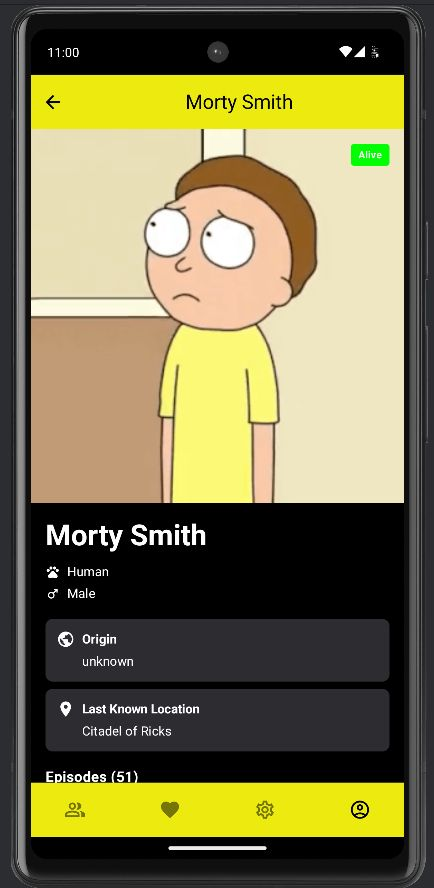 11:00
Morty Smith
Alive
Morty Smith
Human
Male
Origin
unknown
Last Known Location
Citadel of Ricks
Episodes (51)